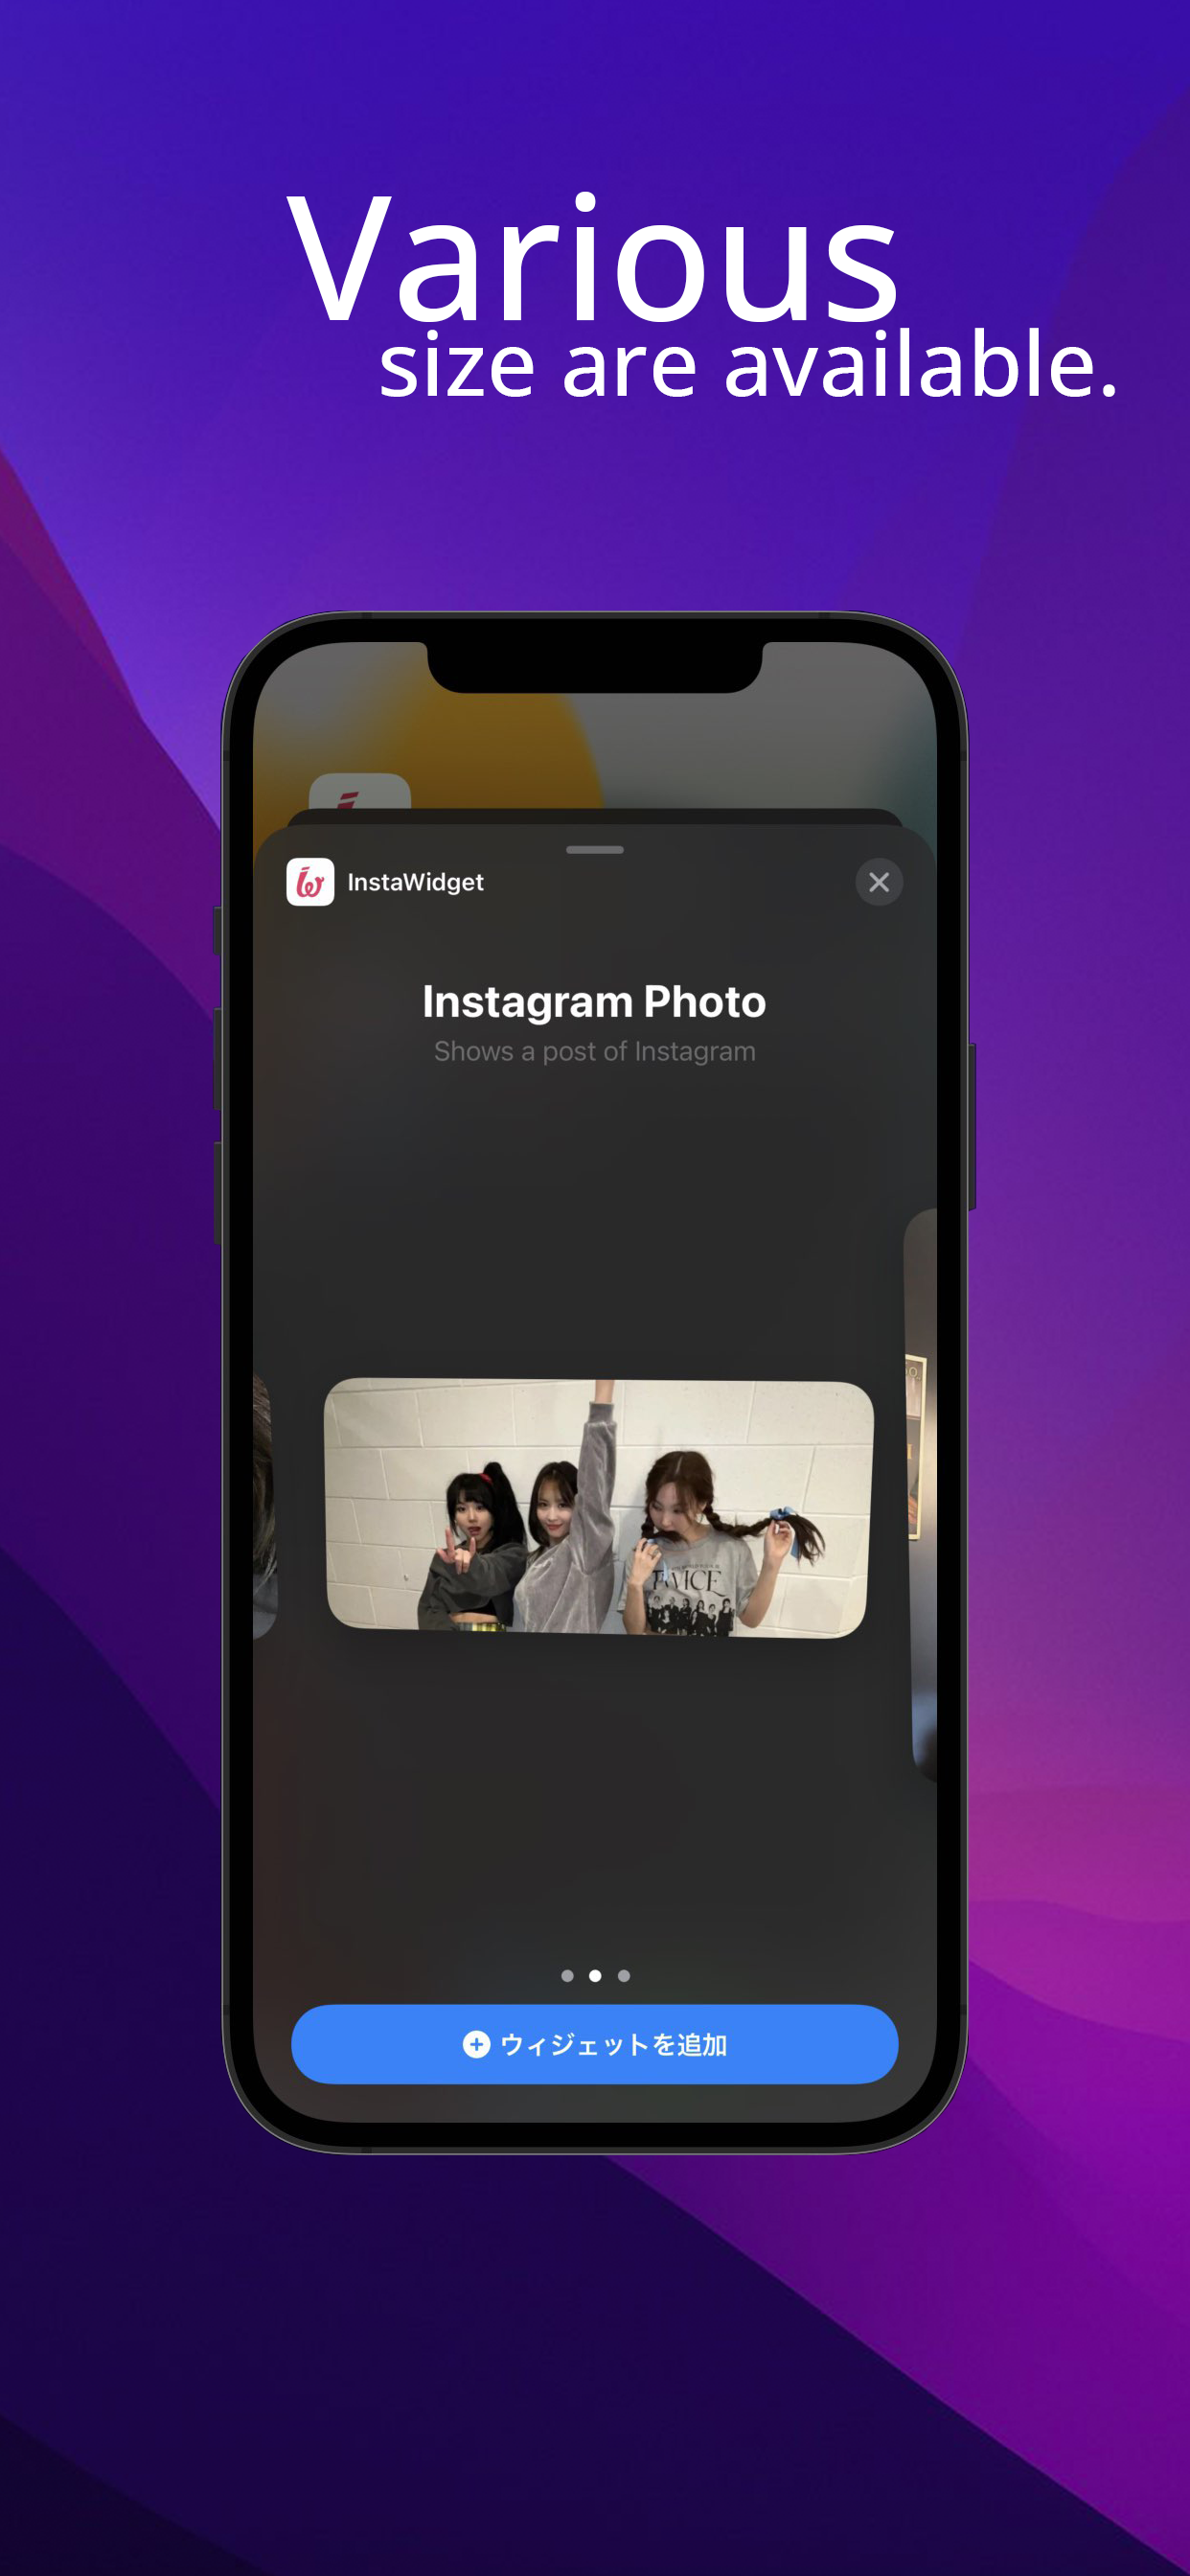 Various
size are available.
InstaWidget
Instagram Photo
Shows a post of Instagram
TWICE
ウィジェットを追加